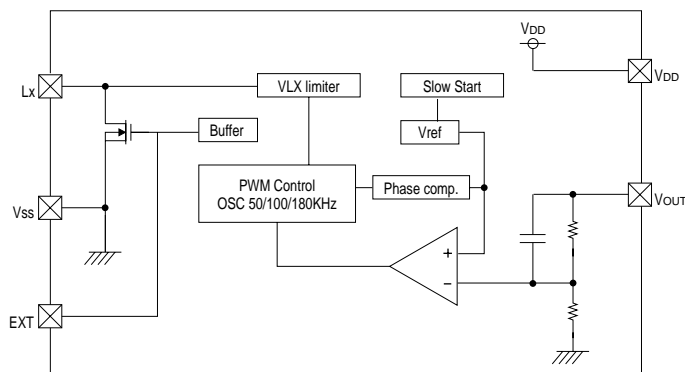 VDD
Lx
VLX limiter
Slow Start
VDD
Buffer
Vref
PWM Control
OSC 50/100/180KHz
Phase comp.
VSS
VOUT
+
−
EXT